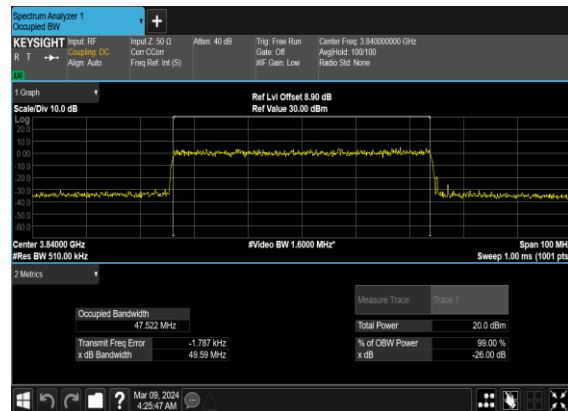 Spectrum Analyzer 1
Occupied BW
+
KEYSIGHT Input: RF Input Z: 50 Ω Atten: 40 dB Trig: Free Run Center Freq: 3.840000000 GHz
R T Coupling: DC Corr CCorr Gate: Off Avg|Hold: 100/100
Align: Auto Freq Ref: Int (S) #IF Gain: Low Radio Std: None
LW
1 Graph
Ref Lvl Offset 8.90 dB
Scale/Div 10.0 dB Ref Value 30.00 dBm
Log
20.0
10.0
0.00
-10.0
-20.0
-30.0
-40.0
-50.0
-60.0
Center 3.84000 GHz #Video BW 1.6000 MHz* Span 100 MH
#Res BW 510.00 kHz Sweep 1.00 ms (1001 pts
2 Metrics
Measure Trace Trace 1
Occupied Bandwidth
47.522 MHz Total Power 20.0 dBm
Transmit Freq Error -1.787 kHz % of OBW Power 99.00 %
x dB Bandwidth 49.59 MHz x dB -26.00 dB
? Mar 09, 2024
4:25:47 AM